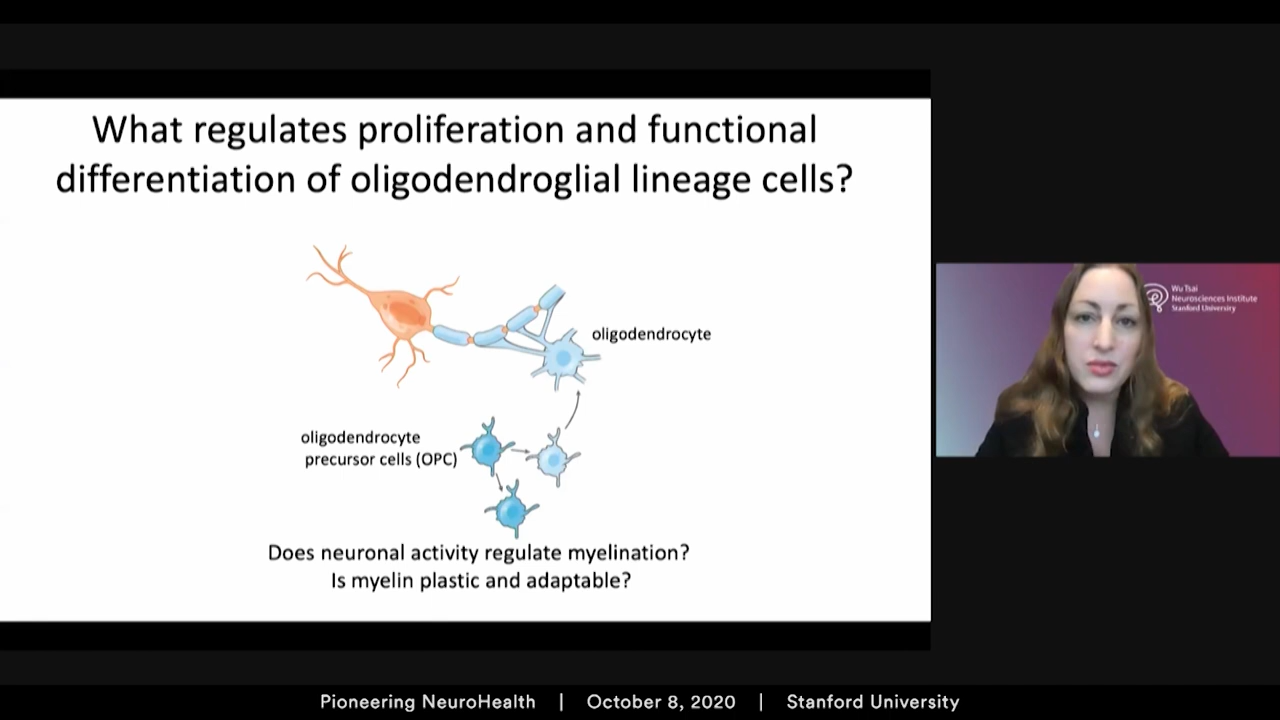 What regulates proliferation and functional
differentiation of oligodendroglial lineage cells?
oligodendrocyte
oligodendrocyte
precursor cells (OPC)
Does neuronal activity regulate myelination?
Is myelin plastic and adaptable?
Wu Tsai
Neurosciences Institute
Stanford University
Pioneering NeuroHealth | October 8, 2020 | Stanford University